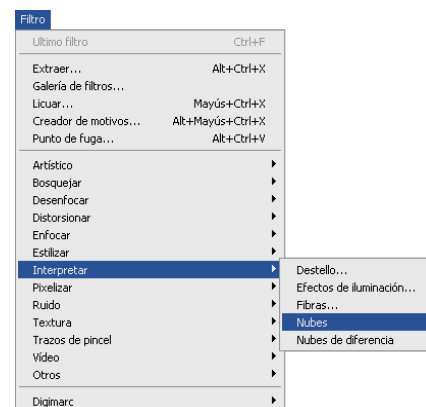 Filtro
Ultimo filtro Ctrl+F
Extraer... Alt+Ctrl+X
Galería de filtros...
Licuar... Mayús+Ctrl+X
Creador de motivos... Alt+Mayús+Ctrl+X
Punto de fuga... Alt+Ctrl+V
Artístico
Bosquejar
Desenfocar
Distorsionar
Enfocar
Estilizar
Interpretar
Pixelizar
Ruido
Textura
Trazos de pincel
Vídeo
Otros
Digimarc
Destello...
Efectos de iluminación...
Fibras...
Nubes
Nubes de diferencia